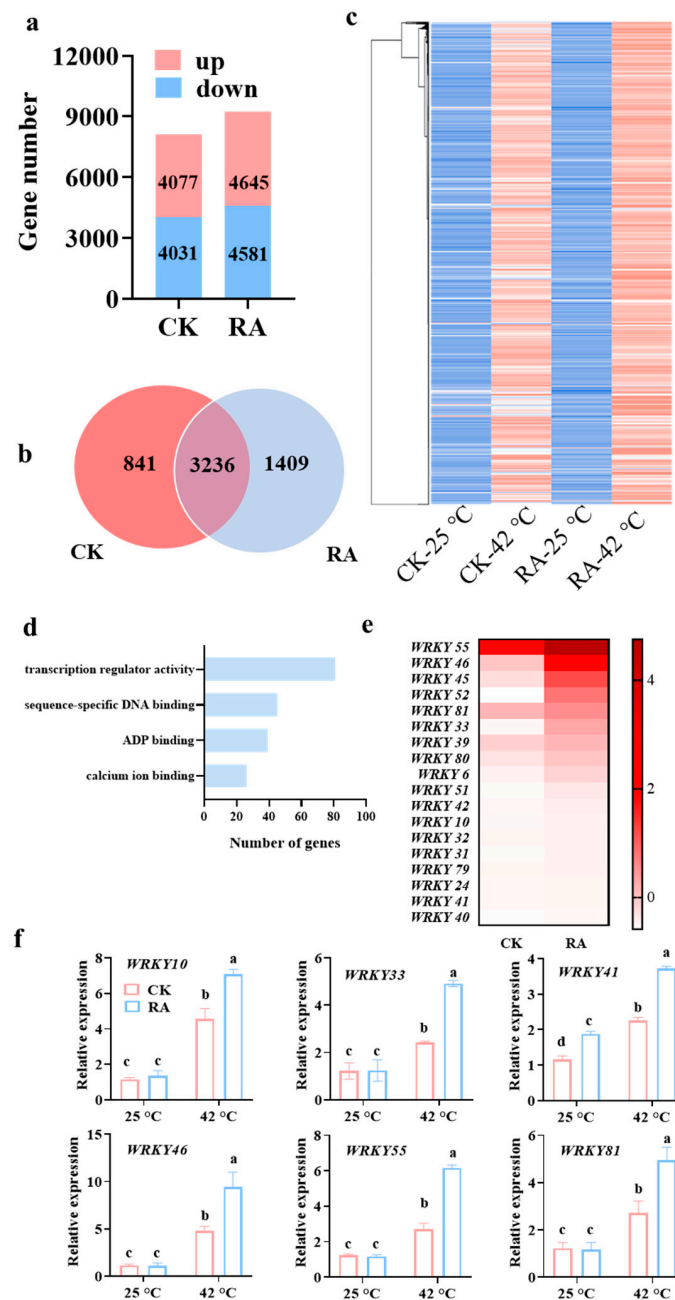 a
12000
9000
6000
3000
0
Gene number
up
down
4077
4031
4645
4581
CK
RA
b
841
3236
1409
CK
RA
c
CK-25 °C
CK-42 °C
RA-25 °C
RA-42 °C
d
transcription regulator activity
sequence-specific DNA binding
ADP binding
calcium ion binding
0 20 40 60 80 100
Number of genes
e
WRKY 55
WRKY 46
WRKY 45
WRKY 52
WRKY 81
WRKY 33
WRKY 39
WRKY 80
WRKY 6
WRKY 51
WRKY 42
WRKY 10
WRKY 32
WRKY 31
WRKY 79
WRKY 24
WRKY 41
WRKY 40
CK RA
4
2
0
f
WRKY10
CK
RA
Relative expression
8
6
4
2
0
c c b a
25 °C 42 °C
WRKY33
Relative expression
6
4
2
0
c c b a
25 °C 42 °C
WRKY41
Relative expression
4
3
2
1
0
d c b a
25 °C 42 °C
WRKY46
Relative expression
15
10
5
0
c c b a
25 °C 42 °C
WRKY55
Relative expression
8
6
4
2
0
c c b a
25 °C 42 °C
WRKY81
Relative expression
6
4
2
0
c c b a
25 °C 42 °C